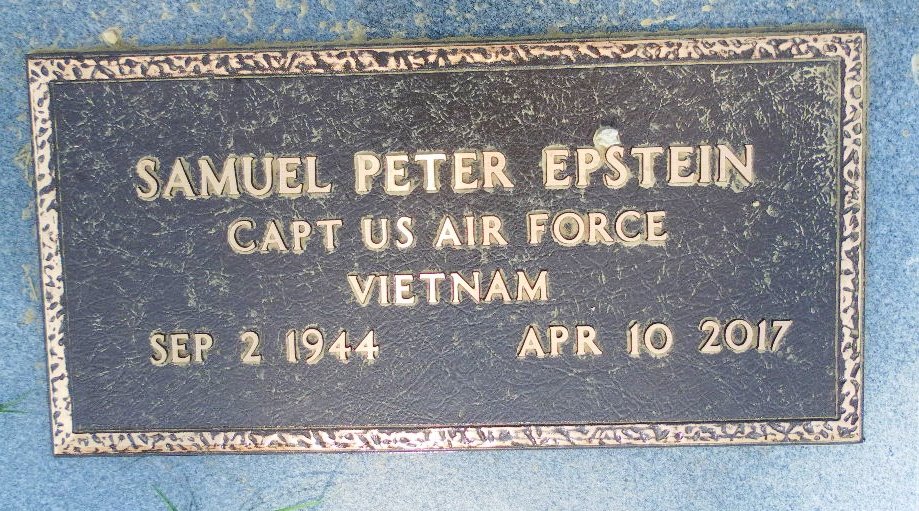 SAMUEL PETER EPSTEIN
CAPT US AIR FORCE
VIETNAM
SEP 2 1944 APR 10 2017